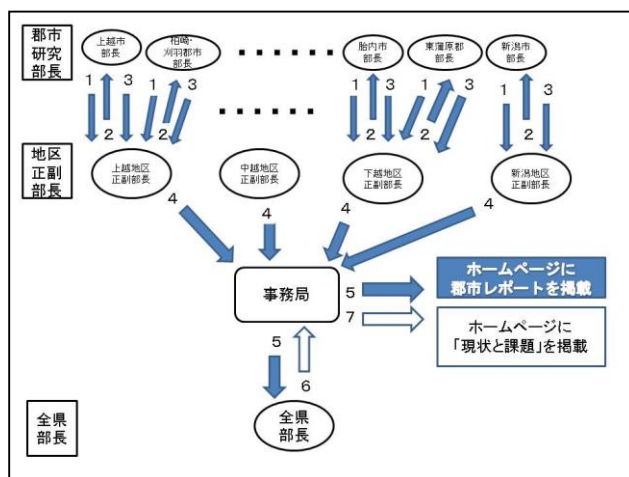 郡市
研究
部長
上越市
部長
柏崎・
刈羽郡市
部長
・・・・・・
胎内市
部長
東蒲原郡
部長
新潟市
部長
1 3 1 3 1 3 1 3 1 3
2 2 2 2 2
・・・・・・
地区
正副
部長
上越地区
正副部長
中越地区
正副部長
下越地区
正副部長
新潟地区
正副部長
4 4 4 4
事務局
5
ホームページに
郡市レポートを掲載
7
ホームページに
「現状と課題」を掲載
5
6
全県
部長
全県
部長